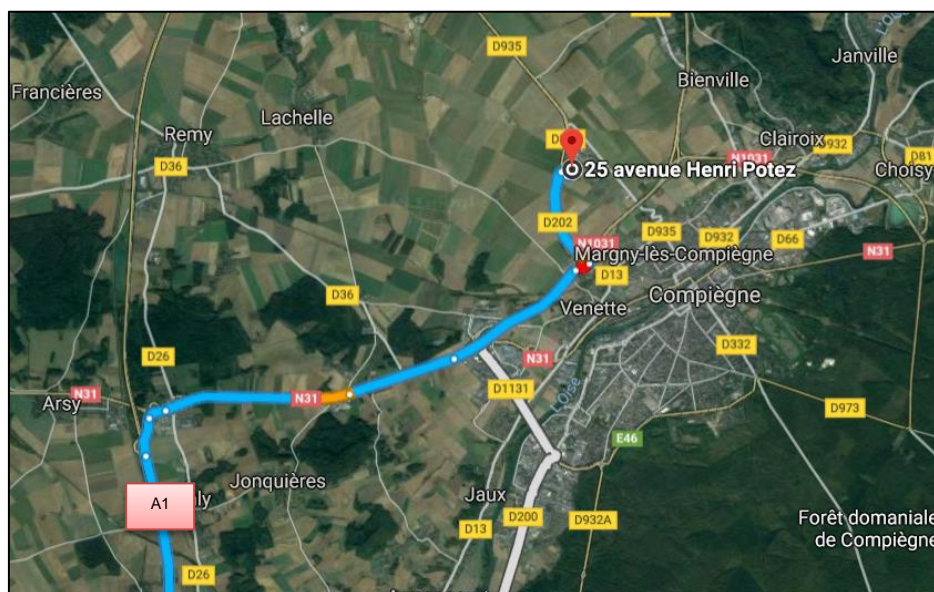 D935
L'Oise
Janville
Bienville
Francières
Lachelle
Remy
Clairoix
D932
D36
N1031
D81
25 avenue Henri Potez
Choisy
D202
D935
D932
D66
N1031
N31
Margny-lès-Compiègne
D13
D36
Venette
Compiègne
D332
D26
N31
D1131
L'Oise
N31
Arsy
N31
D973
E46
Jonquières
Jaux
A1
ly
D200
D932A
D13
Forêt domaniale
de Compiègne
D26